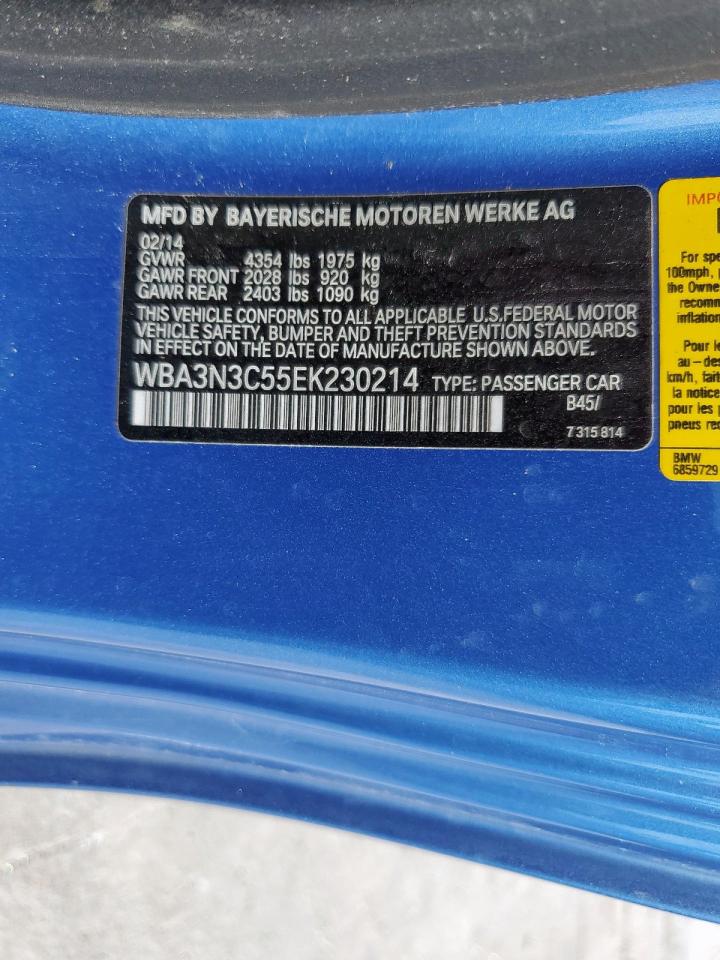 MFD BY BAYERISCHE MOTOREN WERKE AG
02/14
GVWR 4354 lbs 1975 kg
GAWR FRONT 2028 lbs 920 kg
GAWR REAR 2403 lbs 1090 kg
THIS VEHICLE CONFORMS TO ALL APPLICABLE U.S.FEDERAL MOTOR
VEHICLE SAFETY, BUMPER AND THEFT PREVENTION STANDARDS
IN EFFECT ON THE DATE OF MANUFACTURE SHOWN ABOVE.
WBA3N3C55EK230214 TYPE: PASSENGER CAR
B45/
7 315 814
For spe
100mph, p
the Owne
recomm
inflation
Pour le
au – des
km/h, fait
la notice
pour les p
pneus rec
BMW
6859729